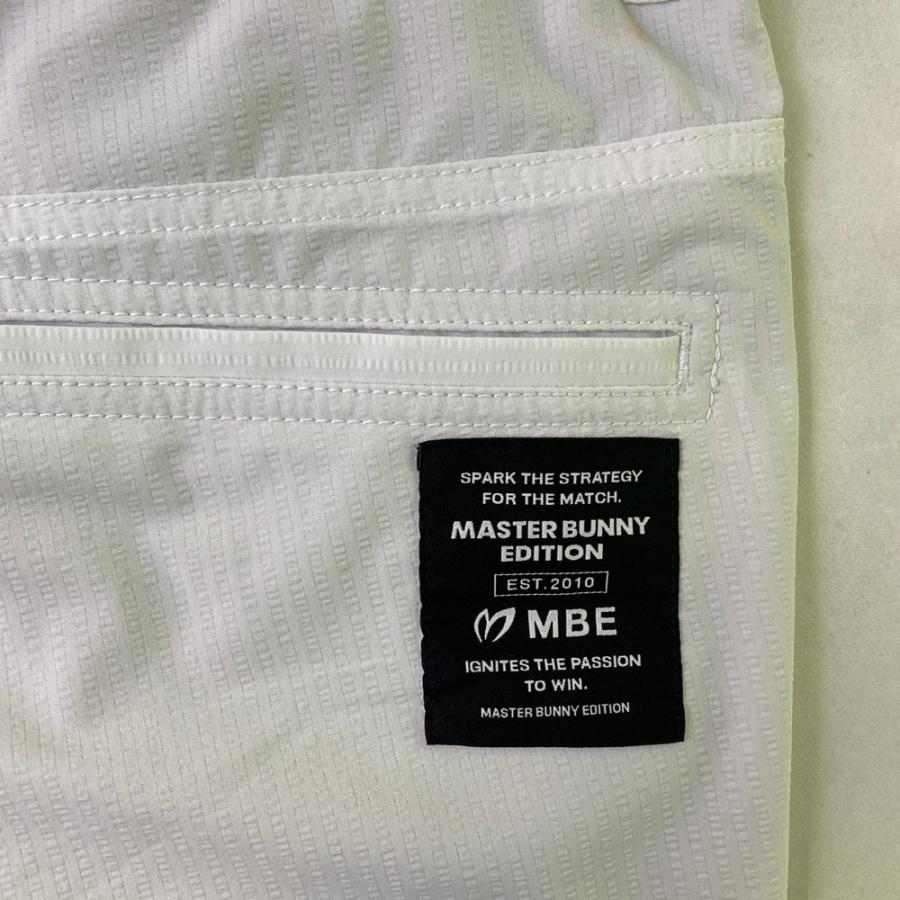 SPARK THE STRATEGY
FOR THE MATCH.
MASTER BUNNY
EDITION
EST.2010
MBE
IGNITES THE PASSION
TO WIN.
MASTER BUNNY EDITION